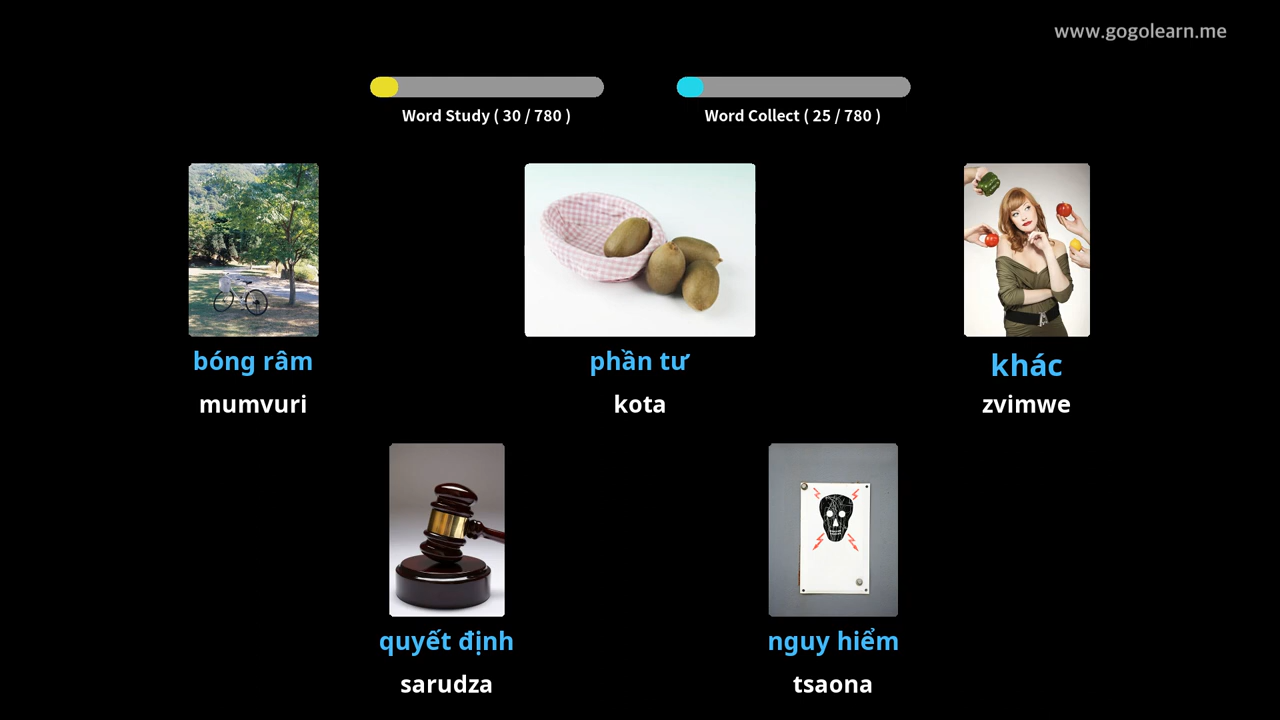 www.gogolearn.me
Word Study ( 30 / 780 )
Word Collect ( 25 / 780 )
bóng râm
mumvuri
phần tư
kota
khác
zvimwe
quyết định
sarudza
nguy hiểm
tsaona